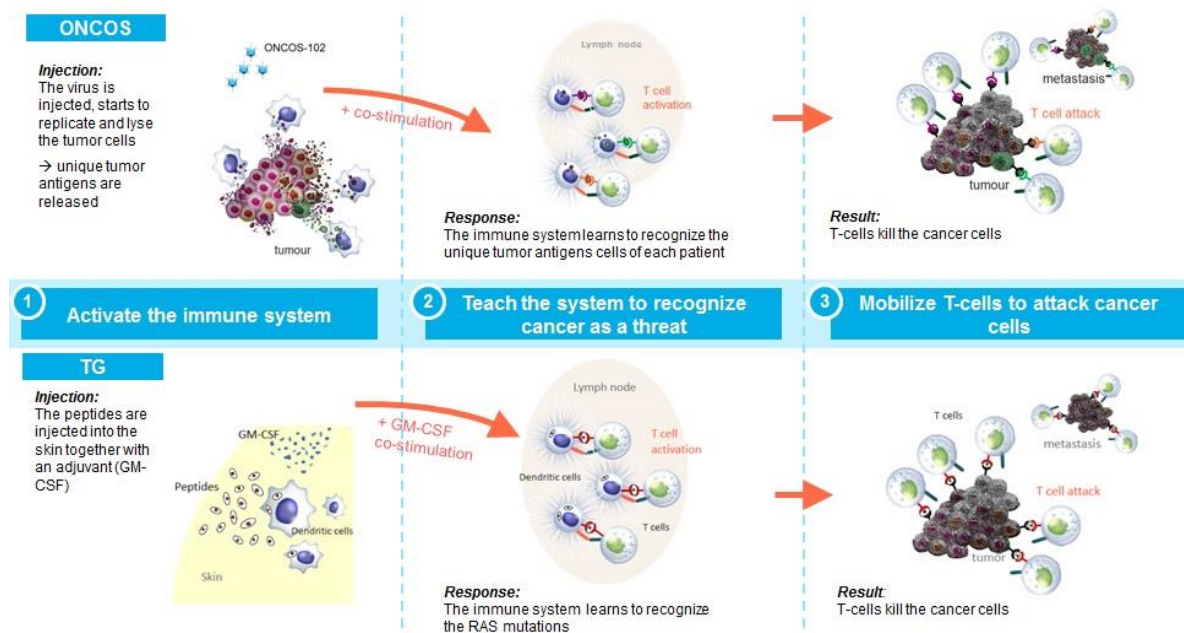 ONCOS
Injection:
The virus is
injected, starts to
replicate and lyse
the tumor cells
→ unique tumor
antigens are
released
ONCOS-102
tumour
+ co-stimulation
Lymph node
T cell
activation
Response:
The immune system learns to recognize the
unique tumor antigens cells of each patient
metastasis
T cell attack
tumour
Result:
T-cells kill the cancer cells
1
Activate the immune system
2
Teach the system to recognize
cancer as a threat
3
Mobilize T-cells to attack cancer
cells
TG
Injection:
The peptides are
injected into the
skin together with
an adjuvant (GM-
CSF)
GM-CSF
Peptides
Dendritic cells
Skin
+ GM-CSF
co-stimulation
Lymph node
T cell
activation
Dendritic cells
T cells
Response:
The immune system learns to recognize
the RAS mutations
T cells
metastasis
T cell attack
tumor
Result:
T-cells kill the cancer cells